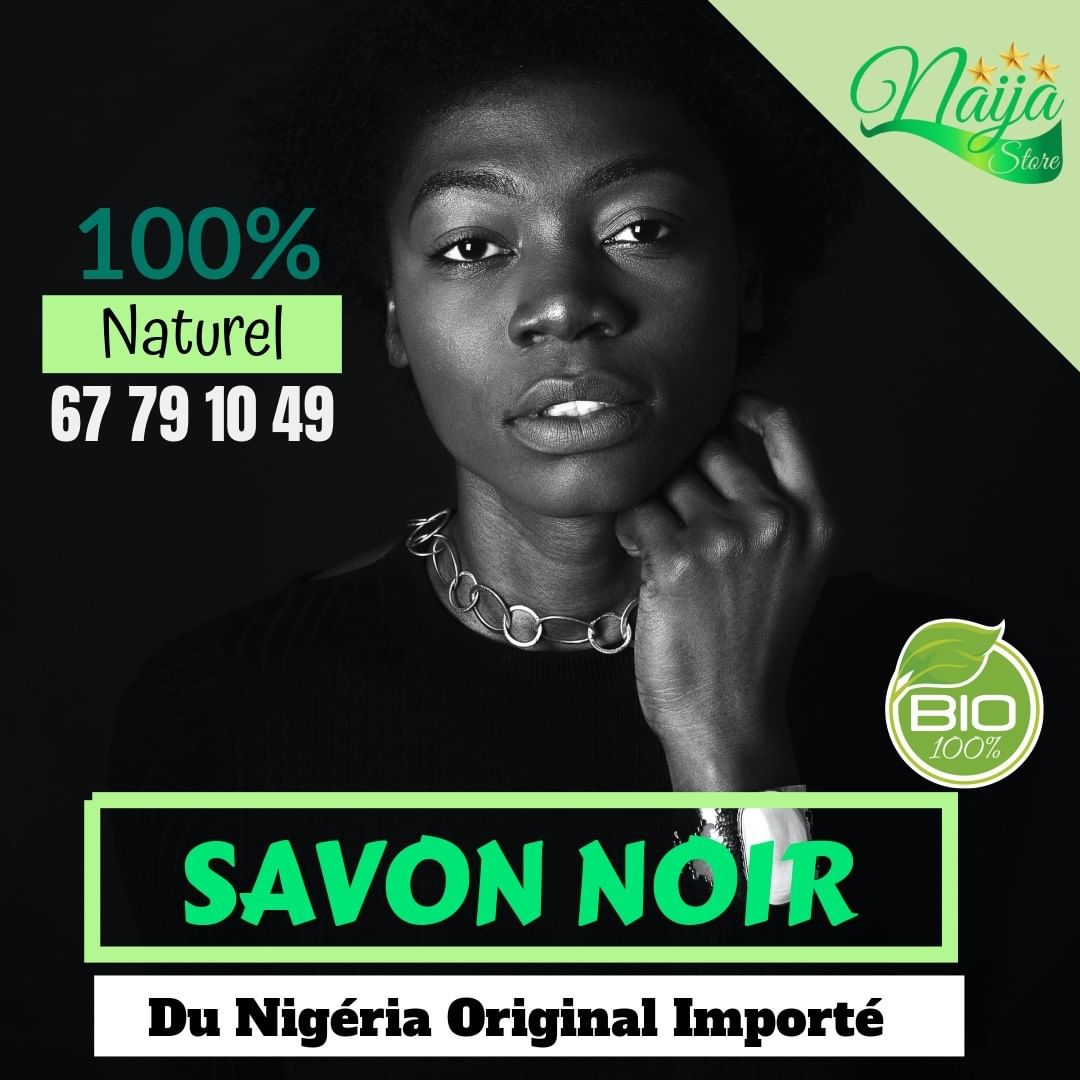 Naija
Store
100%
Naturel
67 79 10 49
BIO
100%
SAVON NOIR
Du Nigéria Original Importé